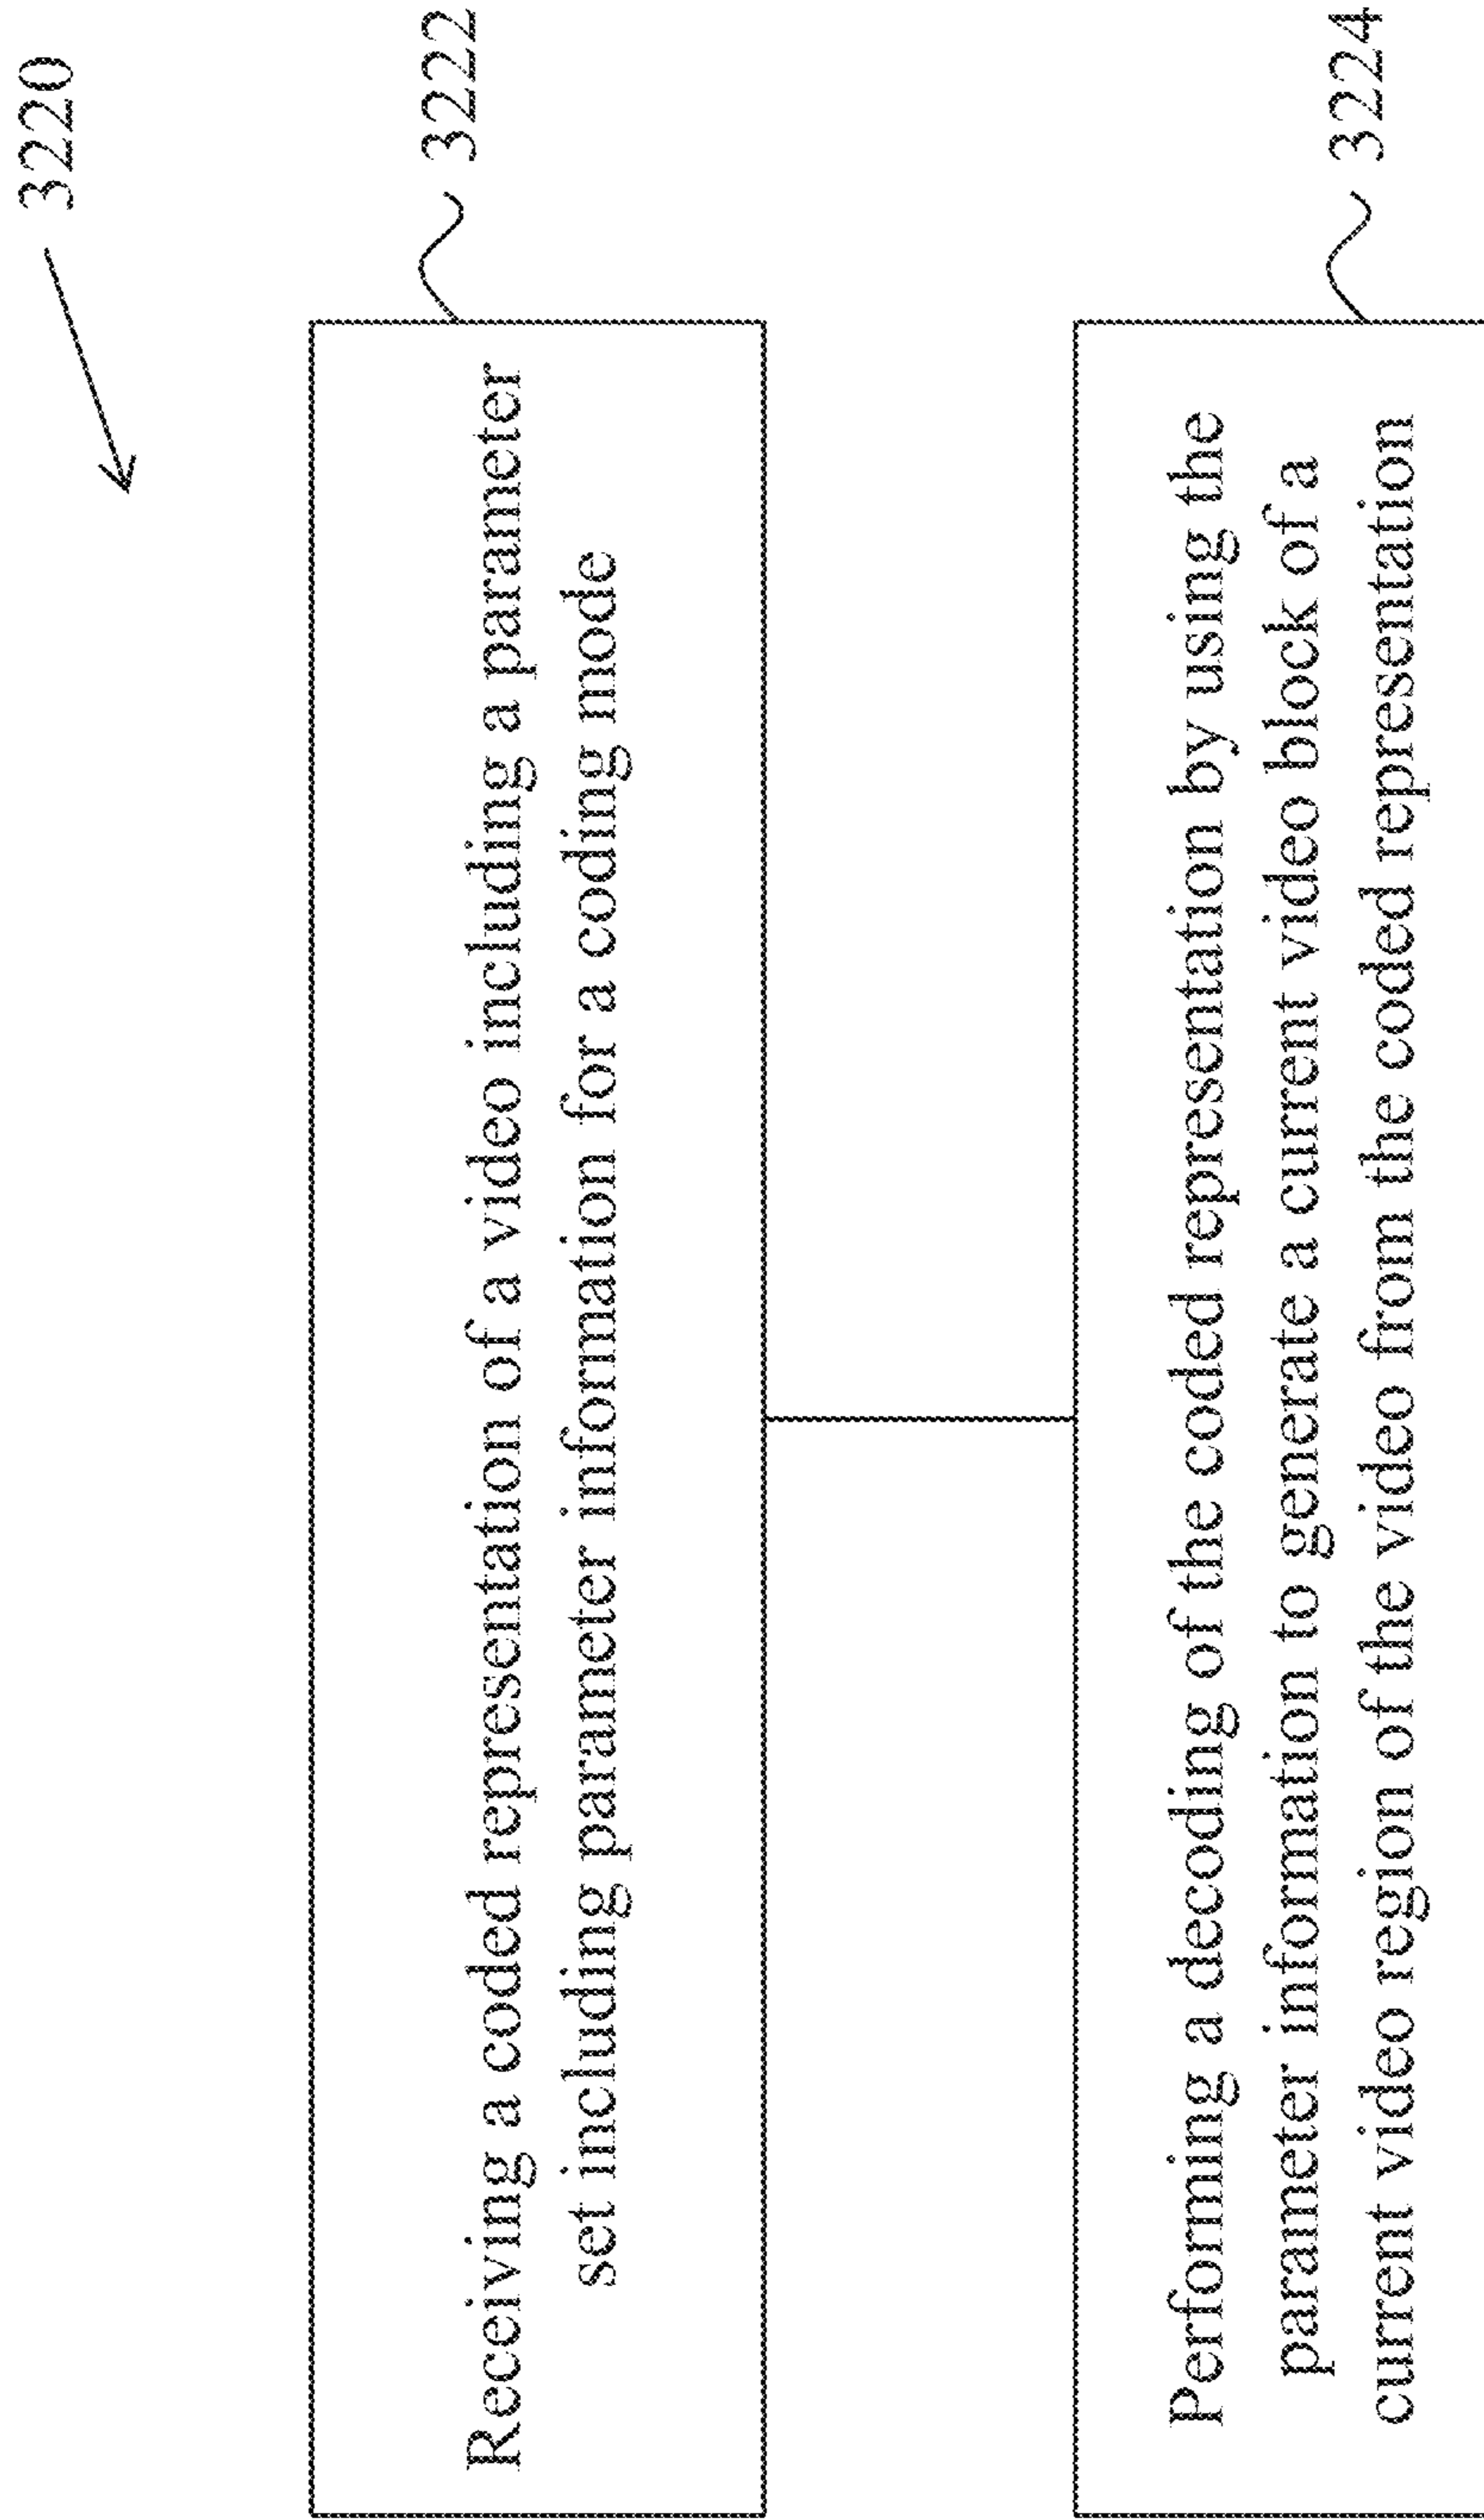 3220
Receiving a coded representation of a video including a parameter
set including parameter information for a coding mode
3222
Performing a decoding of the coded representation by using the
parameter information to generate a current video block of a
current video region of the video from the coded representation
3224